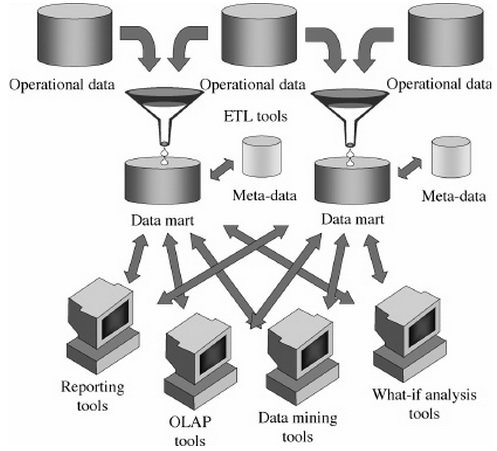 Operational data
Operational data
Operational data
ETL tools
Meta-data
Meta-data
Data mart
Data mart
Reporting
tools
OLAP
tools
Data mining
tools
What-if analysis
tools